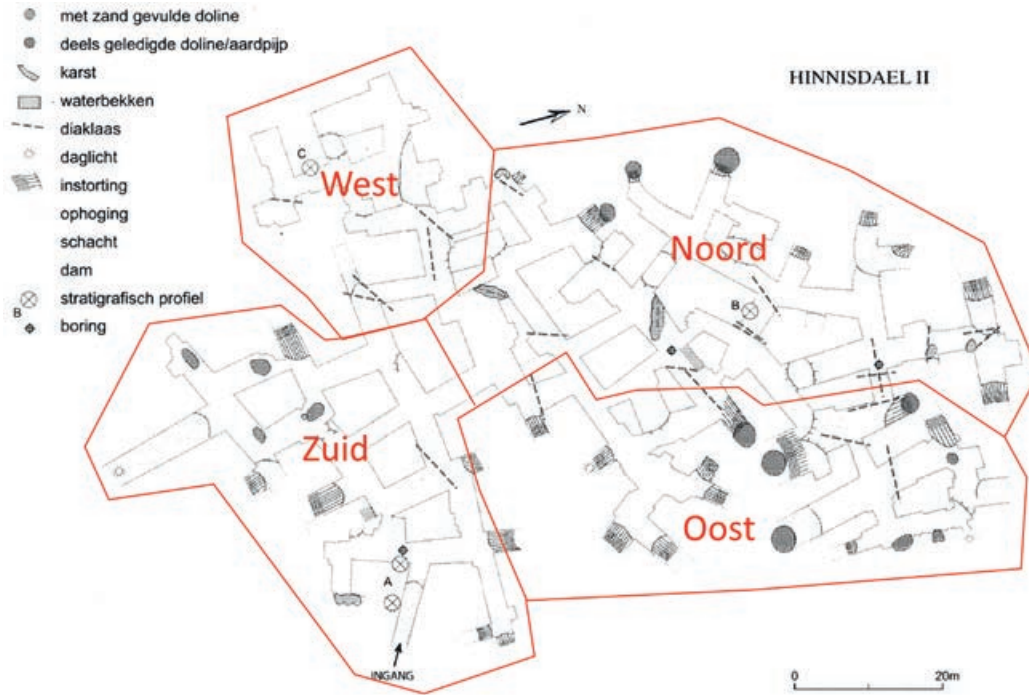 met zand gevulde doline
deels geledigde doline/aardpijp
karst
waterbekken
diaklaas
daglicht
instorting
ophoging
schacht
dam
stratigrafisch profiel
B
boring
HINNISDAEL II
N
C
West
Noord
B
Zuid
Oost
A
INGANG
0 20m